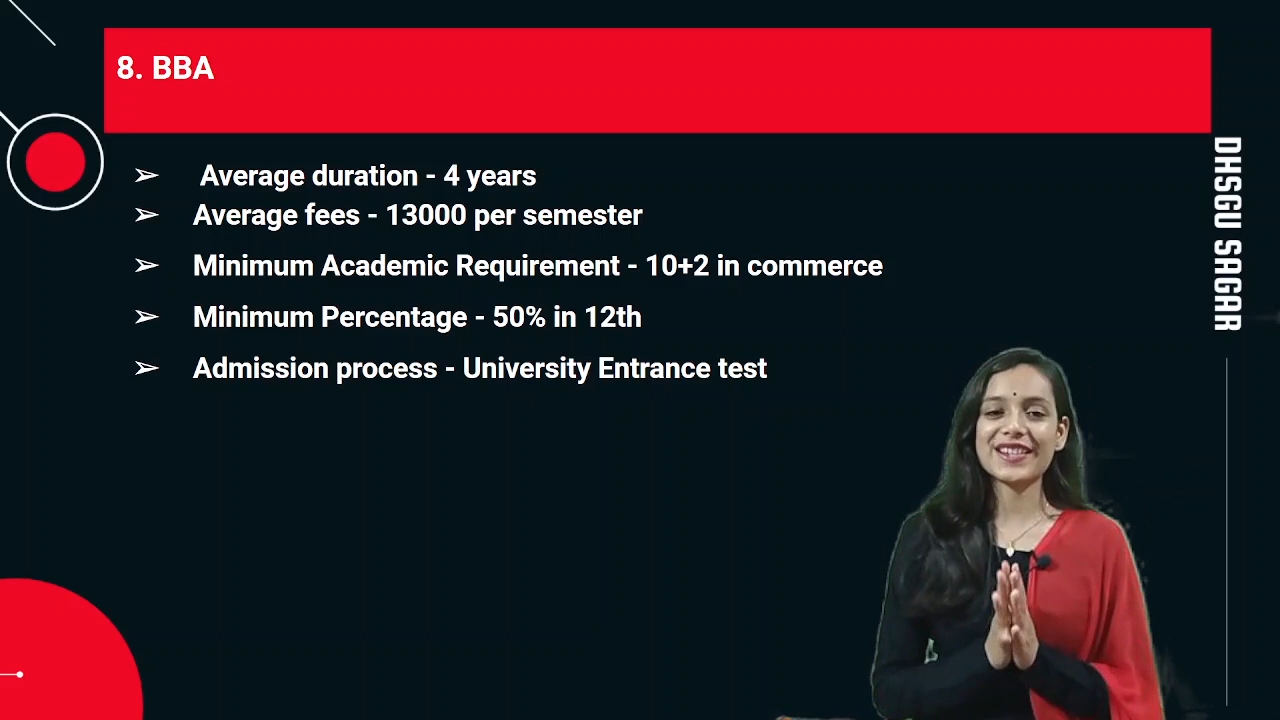 8. BBA
➢ Average duration - 4 years
➢ Average fees - 13000 per semester
➢ Minimum Academic Requirement - 10+2 in commerce
➢ Minimum Percentage - 50% in 12th
➢ Admission process - University Entrance test
DHSGU SAGAR